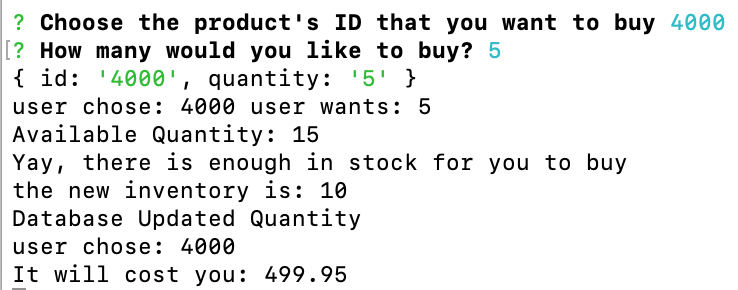 ? Choose the product's ID that you want to buy 4000
[? How many would you like to buy? 5
{ id: '4000', quantity: '5' }
user chose: 4000 user wants: 5
Available Quantity: 15
Yay, there is enough in stock for you to buy
the new inventory is: 10
Database Updated Quantity
user chose: 4000
It will cost you: 499.95